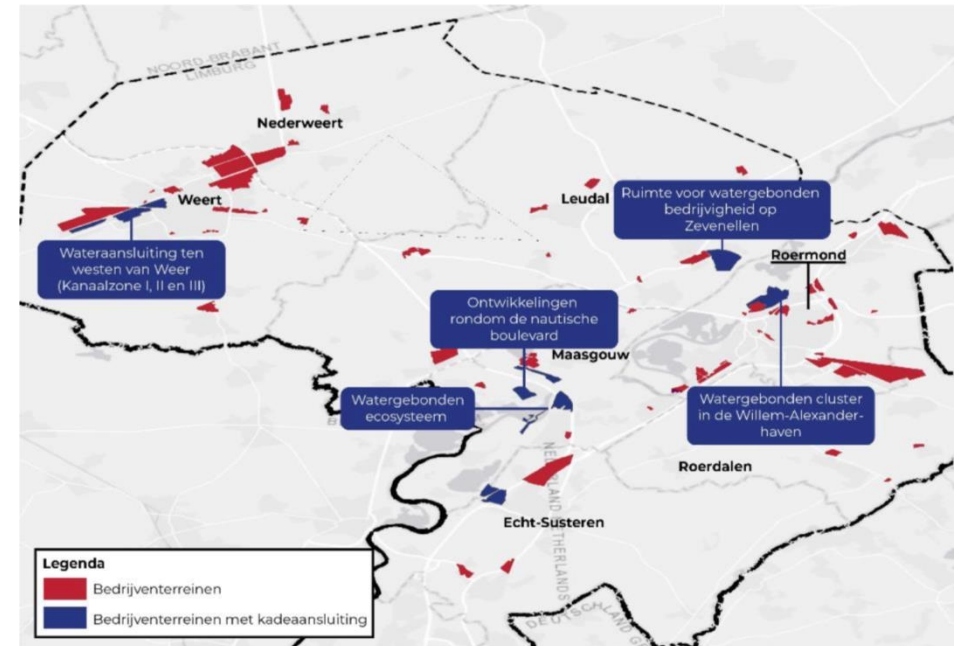 NOORD-BRABANT
LIMBURG
Nederweert
Weert
Leudal
Ruimte voor watergebonden
bedrijvigheid op
Zevenellen
Roermond
Wateraansluiting ten
westen van Weer
(Kanaalzone I, II en III)
Ontwikkelingen
rondom de nautische
boulevard
Maasgouw
Watergebonden
ecosysteem
Watergebonden cluster
in de Willem-Alexander-
haven
Roerdalen
Echt-Susteren
Legenda
Bedrijventerreinen
Bedrijventerreinen met kadeaansluiting